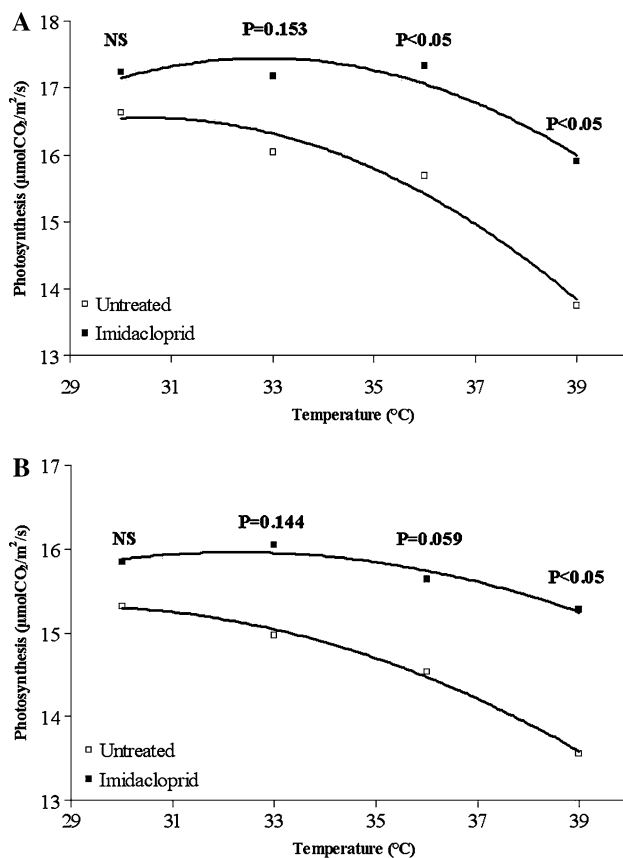 A
18
17
16
15
14
13
Photosynthesis (µmolCO2/m²/s)
NS
P=0.153
P<0.05
P<0.05
Untreated
Imidacloprid
29
31
33
35
37
39
Temperature (°C)
B
17
16
15
14
13
Photosynthesis (µmolCO2/m²/s)
NS
P=0.144
P=0.059
P<0.05
Untreated
Imidacloprid
29
31
33
35
37
39
Temperature (°C)